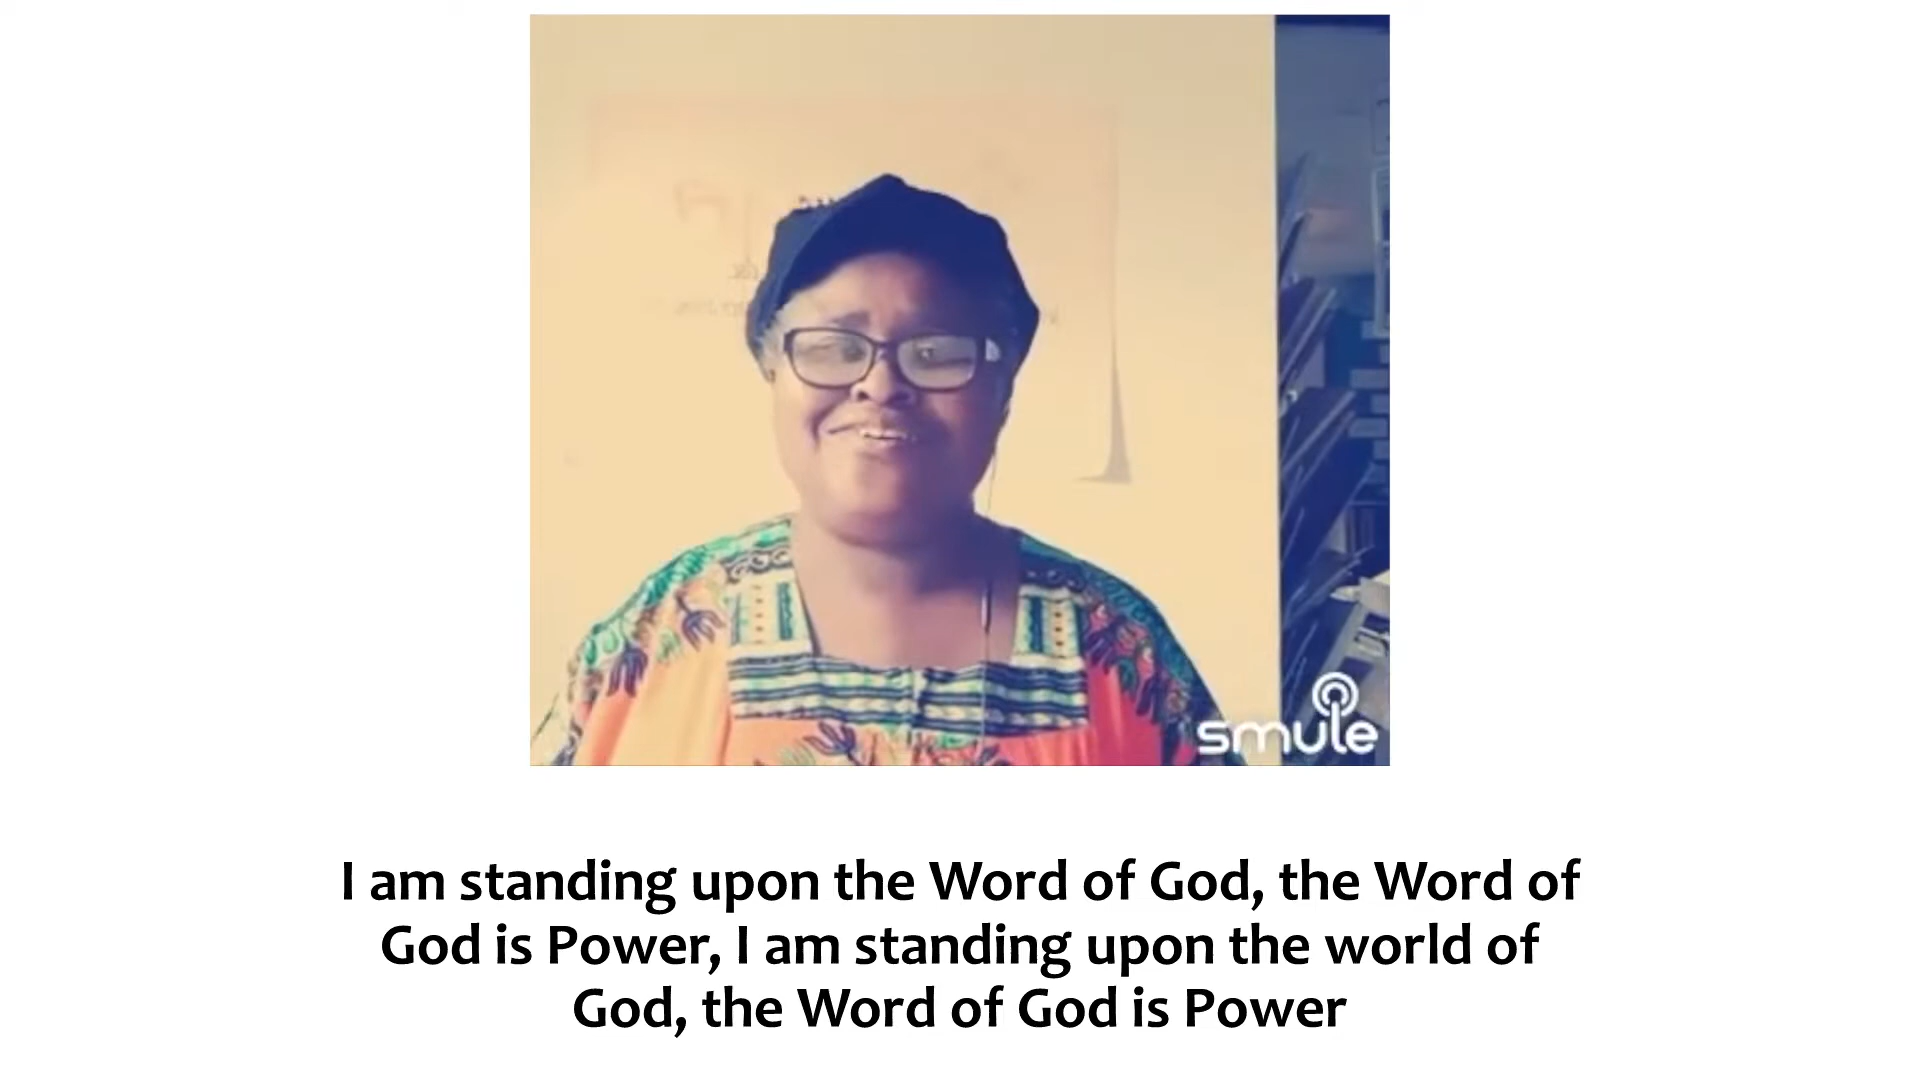 smule
I am standing upon the Word of God, the Word of
God is Power, I am standing upon the world of
God, the Word of God is Power